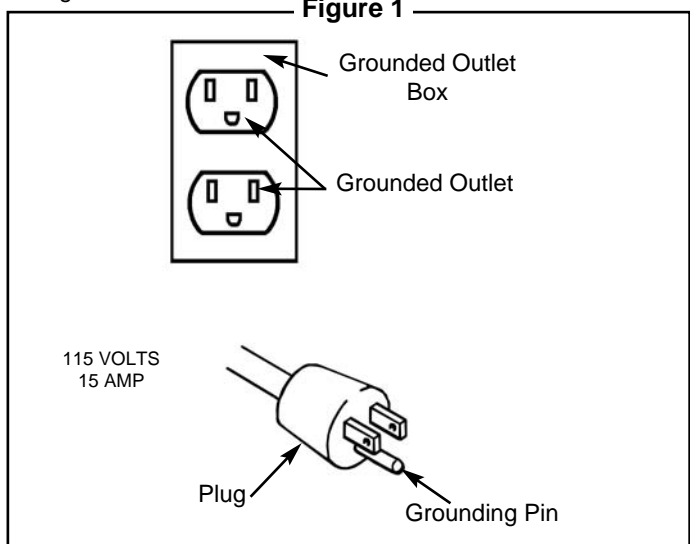 Figure 1
Grounded Outlet
Box
Grounded Outlet
115 VOLTS
15 AMP
Plug
Grounding Pin